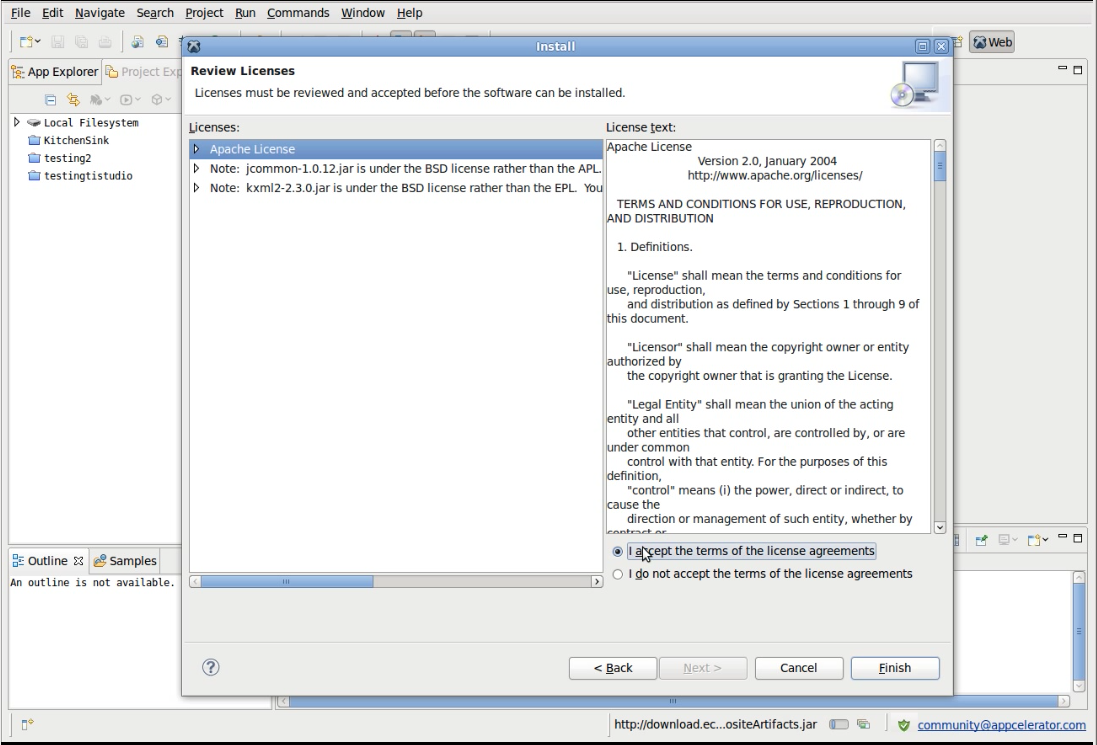 File Edit Navigate Search Project Run Commands Window Help
Install
Web
App Explorer
Project Exp
Review Licenses
Licenses must be reviewed and accepted before the software can be installed.
Local Filesystem
KitchenSink
testing2
testingtistudio
Licenses:
Apache License
Note: jcommon-1.0.12.jar is under the BSD license rather than the APL.
Note: kxml2-2.3.0.jar is under the BSD license rather than the EPL. You
License text:
Apache License
Version 2.0, January 2004
http://www.apache.org/licenses/
TERMS AND CONDITIONS FOR USE, REPRODUCTION,
AND DISTRIBUTION
1. Definitions.
"License" shall mean the terms and conditions for
use, reproduction,
and distribution as defined by Sections 1 through 9 of
this document.
"Licensor" shall mean the copyright owner or entity
authorized by
the copyright owner that is granting the License.
"Legal Entity" shall mean the union of the acting
entity and all
other entities that control, are controlled by, or are
under common
control with that entity. For the purposes of this
definition,
"control" means (i) the power, direct or indirect, to
cause the
direction or management of such entity, whether by
contract or
I accept the terms of the license agreements
I do not accept the terms of the license agreements
Outline
Samples
An outline is not available.
< Back
Next >
Cancel
Finish
http://download.ec...ositeArtifacts.jar
community@appcelerator.com